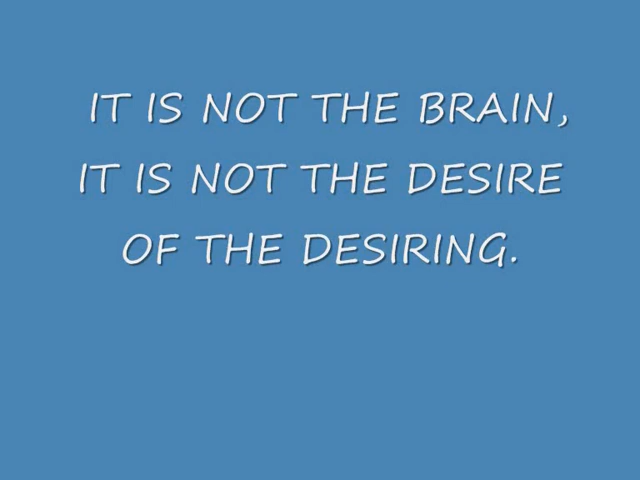 IT IS NOT THE BRAIN,
IT IS NOT THE DESIRE
OF THE DESIRING.